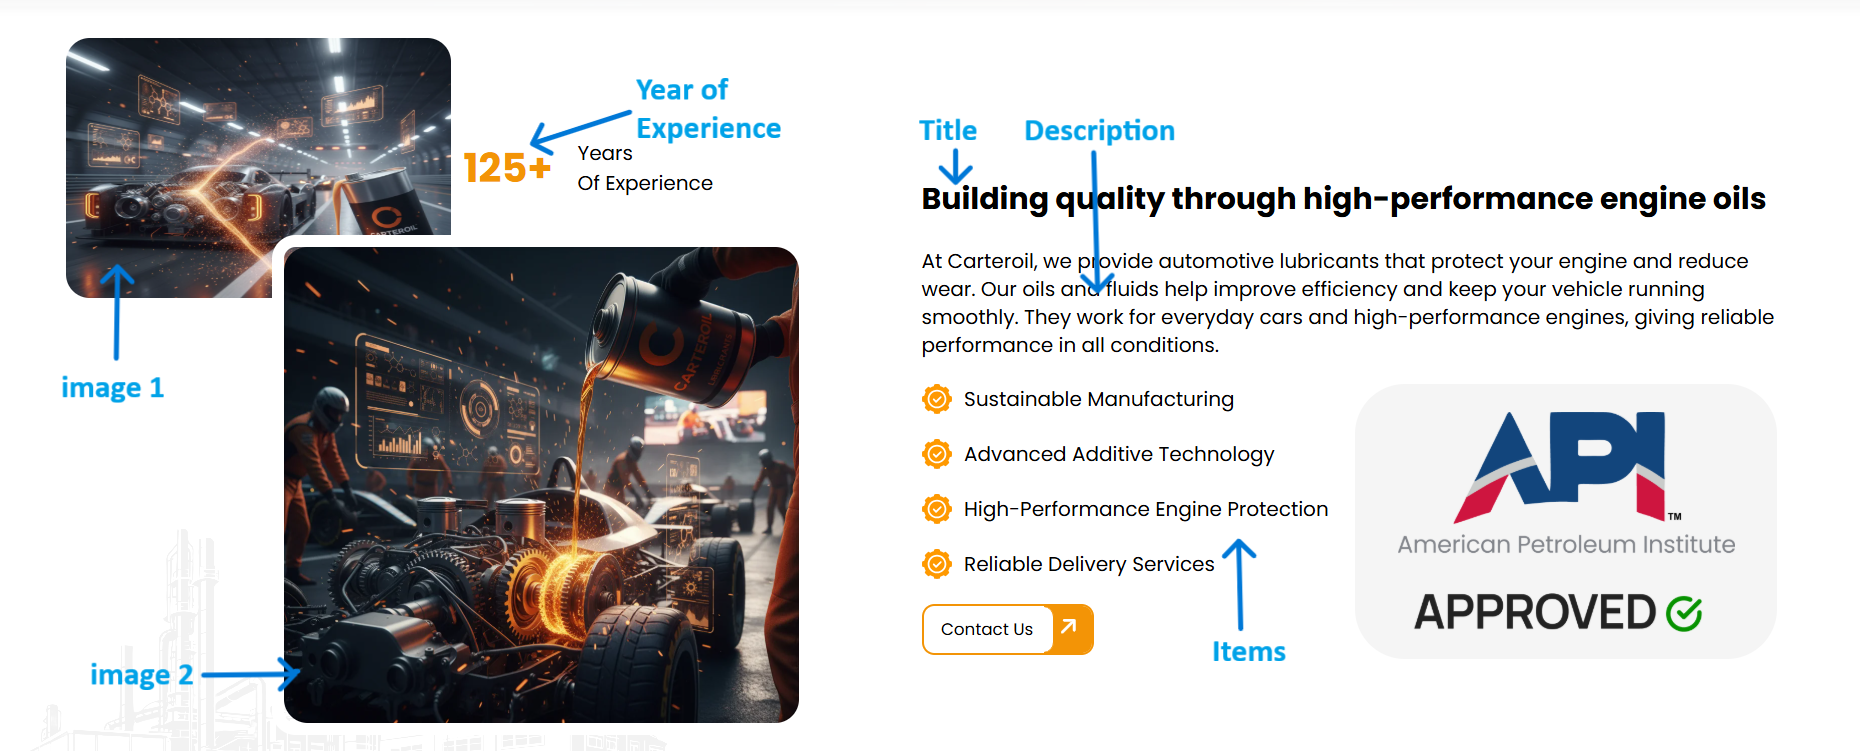 Year of
Experience
125+
Years
Of Experience
CARTEROIL
image 1
CARTEROIL
image 2
Title
Description
Building quality through high-performance engine oils
At Carteroil, we provide automotive lubricants that protect your engine and reduce
wear. Our oils and fluids help improve efficiency and keep your vehicle running
smoothly. They work for everyday cars and high-performance engines, giving reliable
performance in all conditions.
Sustainable Manufacturing
Advanced Additive Technology
High-Performance Engine Protection
Reliable Delivery Services
Contact Us
Items
API™
American Petroleum Institute
APPROVED